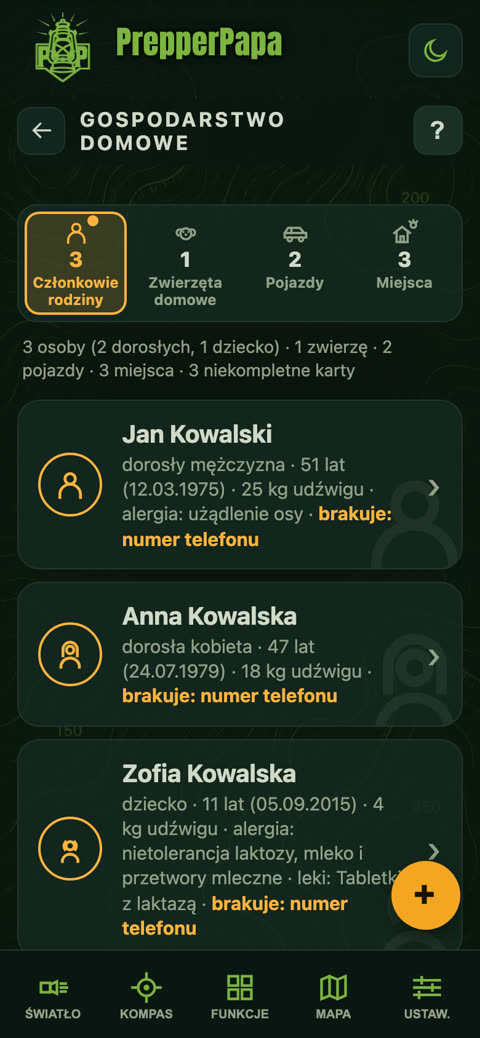 PrepperPapa
GOSPODARSTWO
DOMOWE
?
200
3
Członkowie
rodziny
1
Zwierzęta
domowe
2
Pojazdy
3
Miejsca
3 osoby (2 dorosłych, 1 dziecko) · 1 zwierzę · 2
pojazdy · 3 miejsca · 3 niekompletne karty
Jan Kowalski
dorosły mężczyzna · 51 lat
(12.03.1975) · 25 kg udźwigu ·
alergia: użądlenie osy · brakuje:
numer telefonu
Anna Kowalska
dorosła kobieta · 47 lat
(24.07.1979) · 18 kg udźwigu ·
brakuje: numer telefonu
150
Zofia Kowalska
dziecko · 11 lat (05.09.2015) · 4
kg udźwigu · alergia:
nietolerancja laktozy, mleko i
przetwory mleczne · leki: Tabletki
z laktazą · brakuje: numer
telefonu
+
ŚWIATŁO
KOMPAS
FUNKCJE
MAPA
USTAW.